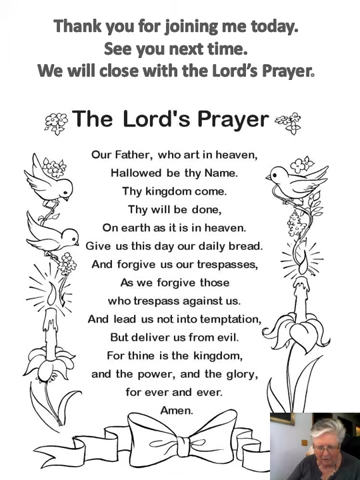 Thank you for joining me today.
See you next time.
We will close with the Lord's Prayer.
The Lord's Prayer
Our Father, who art in heaven,
Hallowed be thy Name.
Thy kingdom come.
Thy will be done,
On earth as it is in heaven.
Give us this day our daily bread.
And forgive us our trespasses,
As we forgive those
who trespass against us.
And lead us not into temptation,
But deliver us from evil.
For thine is the kingdom,
and the power, and the glory,
for ever and ever.
Amen.